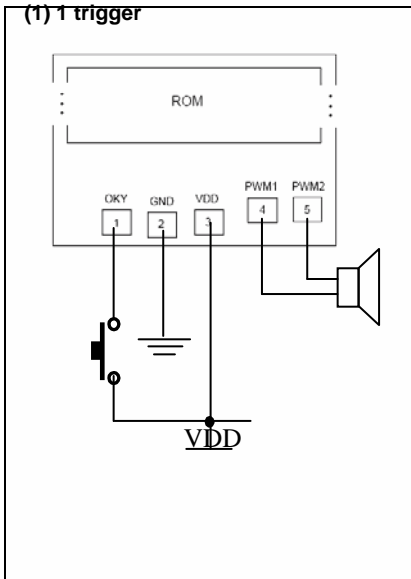 (1) 1 trigger
ROM
OKY GND VDD PWM1 PWM2
1 2 3 4 5
VDD